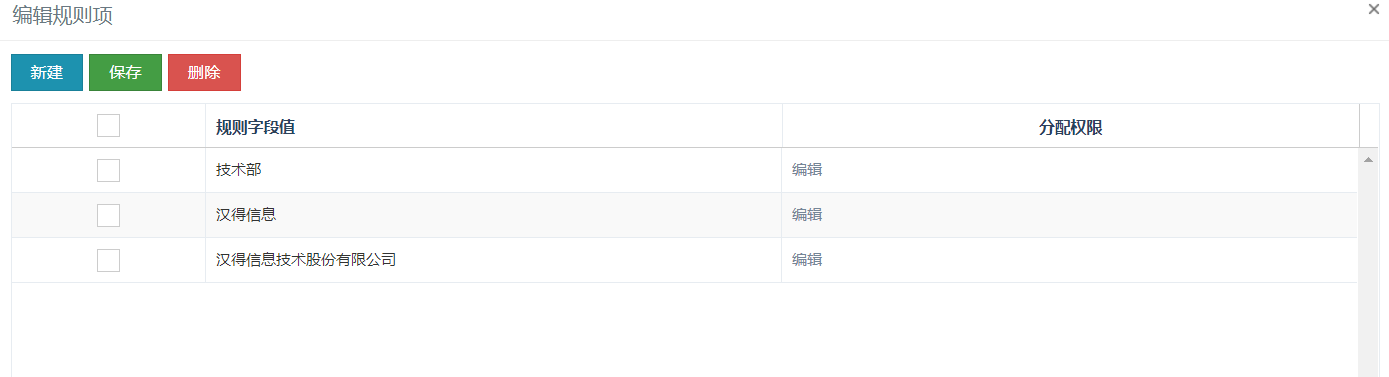 编辑规则项
×
新建 保存 删除
规则字段值 分配权限
技术部 编辑
汉得信息 编辑
汉得信息技术股份有限公司 编辑